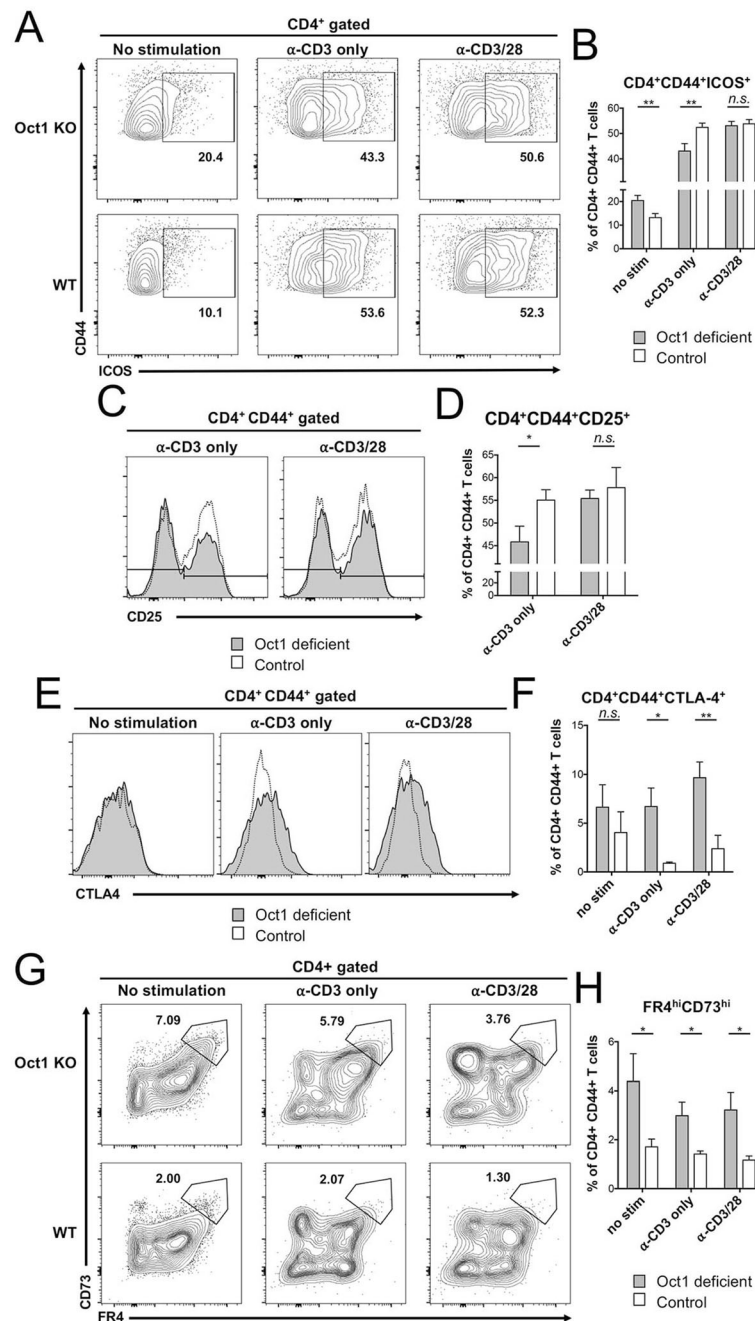 A
CD4⁺ gated
No stimulation
α-CD3 only
α-CD3/28
Oct1 KO
20.4
43.3
50.6
WT
10.1
53.6
52.3
CD44
ICOS
B
CD4⁺CD44⁺ICOS⁺
** ** n.s.
% of CD4+ CD44+ T cells
60
50
40
20
10
0
no stim
α-CD3 only
α-CD3/28
Oct1 deficient
Control
C
CD4⁺ CD44⁺ gated
α-CD3 only
α-CD3/28
CD25
Oct1 deficient
Control
D
CD4⁺CD44⁺CD25⁺
* n.s.
% of CD4+ CD44+ T cells
65
60
55
50
45
20
0
α-CD3 only
α-CD3/28
E
CD4⁺ CD44⁺ gated
No stimulation
α-CD3 only
α-CD3/28
CTLA4
Oct1 deficient
Control
F
CD4⁺CD44⁺CTLA-4⁺
n.s. * **
% of CD4+ CD44+ T cells
15
10
5
0
no stim
α-CD3 only
α-CD3/28
G
CD4+ gated
No stimulation
α-CD3 only
α-CD3/28
Oct1 KO
7.09
5.79
3.76
WT
2.00
2.07
1.30
CD73
FR4
H
FR4ʰⁱCD73ʰⁱ
* * *
% of CD4+ CD44+ T cells
6
4
2
0
no stim
α-CD3 only
α-CD3/28
Oct1 deficient
Control